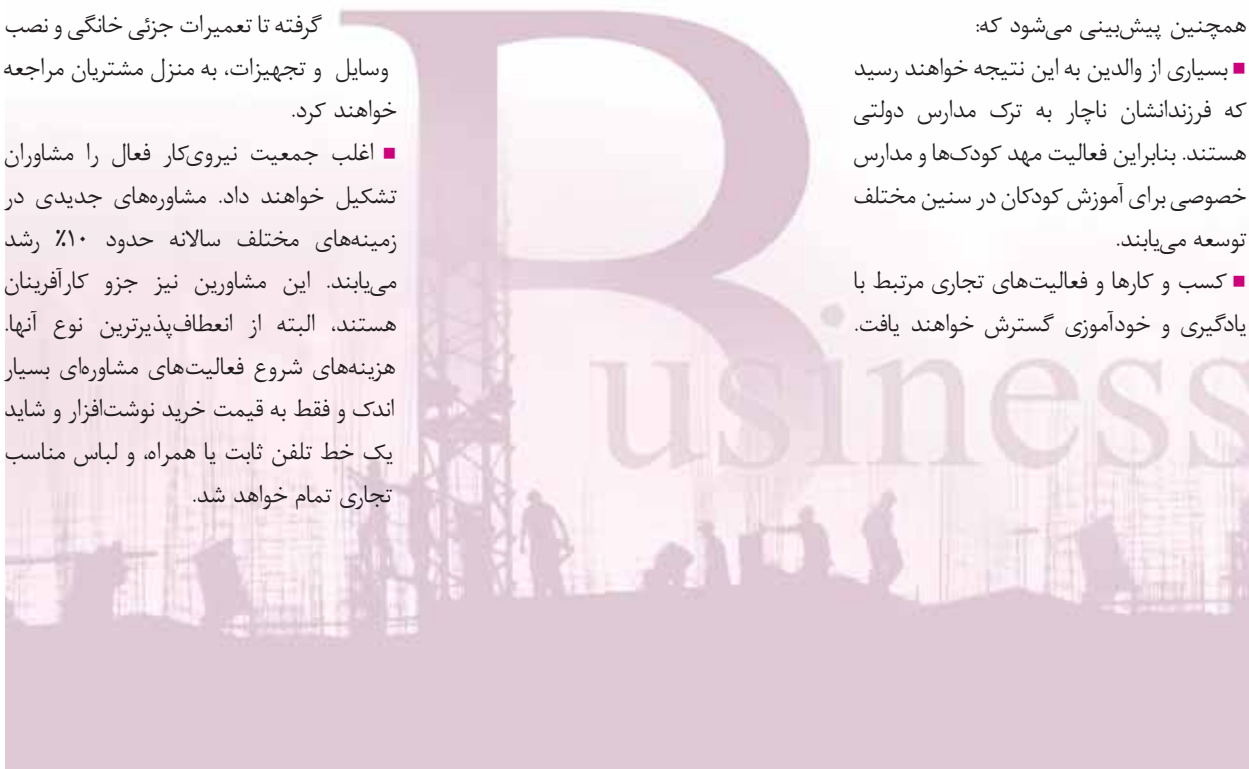 همچنین پیش‌بینی می‌شود که:
■ بسیاری از والدین به این نتیجه خواهند رسید
که فرزندانشان ناچار به ترک مدارس دولتی
هستند. بنابراین فعالیت مهد کودک‌ها و مدارس
خصوصی برای آموزش کودکان در سنین مختلف
توسعه می‌یابند.
■ کسب و کارها و فعالیت‌های تجاری مرتبط با
یادگیری و خودآموزی گسترش خواهند یافت.
گرفته تا تعمیرات جزئی خانگی و نصب
وسایل و تجهیزات، به منزل مشتریان مراجعه
خواهند کرد.
■ اغلب جمعیت نیروی‌کار فعال را مشاوران
تشکیل خواهند داد. مشاوره‌های جدیدی در
زمینه‌های مختلف سالانه حدود ۱۰٪ رشد
می‌یابند. این مشاورین نیز جزو کارآفرینان
هستند، البته از انعطاف‌پذیرترین نوع آنها.
هزینه‌های شروع فعالیت‌های مشاوره‌ای بسیار
اندک و فقط به قیمت خرید نوشت‌افزار و شاید
یک خط تلفن ثابت یا همراه، و لباس مناسب
تجاری تمام خواهد شد.
Business